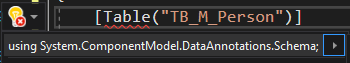 [Table("TB_M_Person")]
using System.ComponentModel.DataAnnotations.Schema;